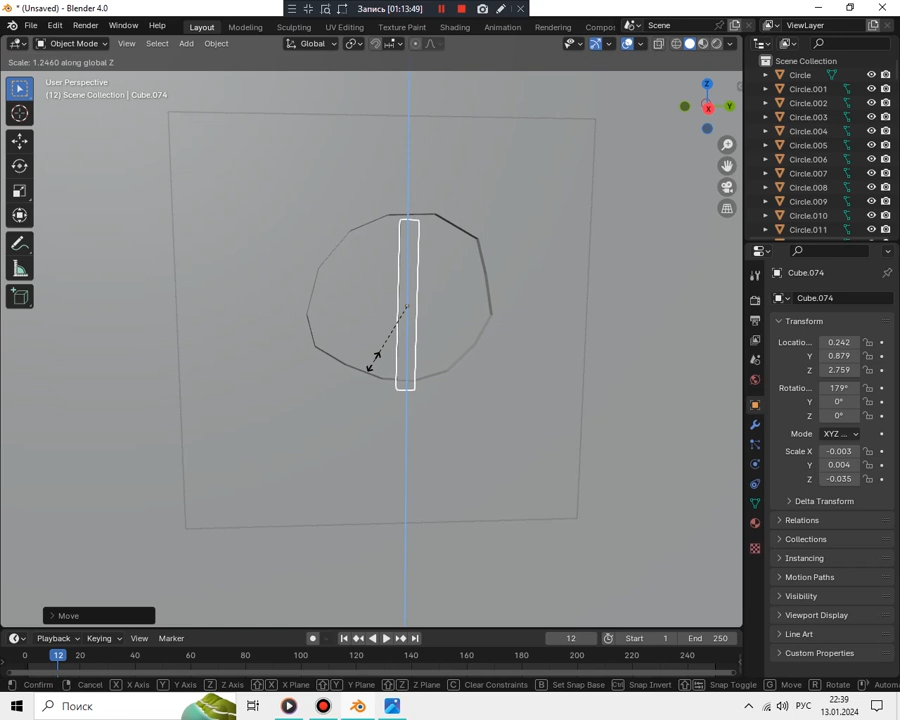 * (Unsaved) - Blender 4.0
Запись [01:13:49]
File Edit Render Window Help Layout Modeling Sculpting UV Editing Texture Paint Shading Animation Rendering Compos Scene ViewLayer
Object Mode View Select Add Object Global
Scale: 1.2460 along global Z
User Perspective
(12) Scene Collection | Cube.074
Z
Y
X
Scene Collection
Circle
Circle.001
Circle.002
Circle.003
Circle.004
Circle.005
Circle.006
Circle.007
Circle.008
Circle.009
Circle.010
Circle.011
Cube.074
Cube.074
Transform
Locatio... 0.242
Y 0.879
Z 2.759
Rotatio... 179°
Y 0°
Z 0°
Mode XYZ ...
Scale X -0.003
Y 0.004
Z -0.035
Delta Transform
Relations
Collections
Instancing
Motion Paths
Visibility
Viewport Display
Line Art
Custom Properties
Move
Playback Keying View Marker 12 Start 1 End 250
0 12 20 40 60 80 100 120 140 160 180 200 220 240
Confirm Cancel X X Axis Y Y Axis Z Z Axis X X Plane Y Y Plane Z Z Plane C Clear Constraints B Set Snap Base Ctrl Snap Invert Snap Toggle G Move R Rotate Automa
Поиск
РУС
22:39
13.01.2024